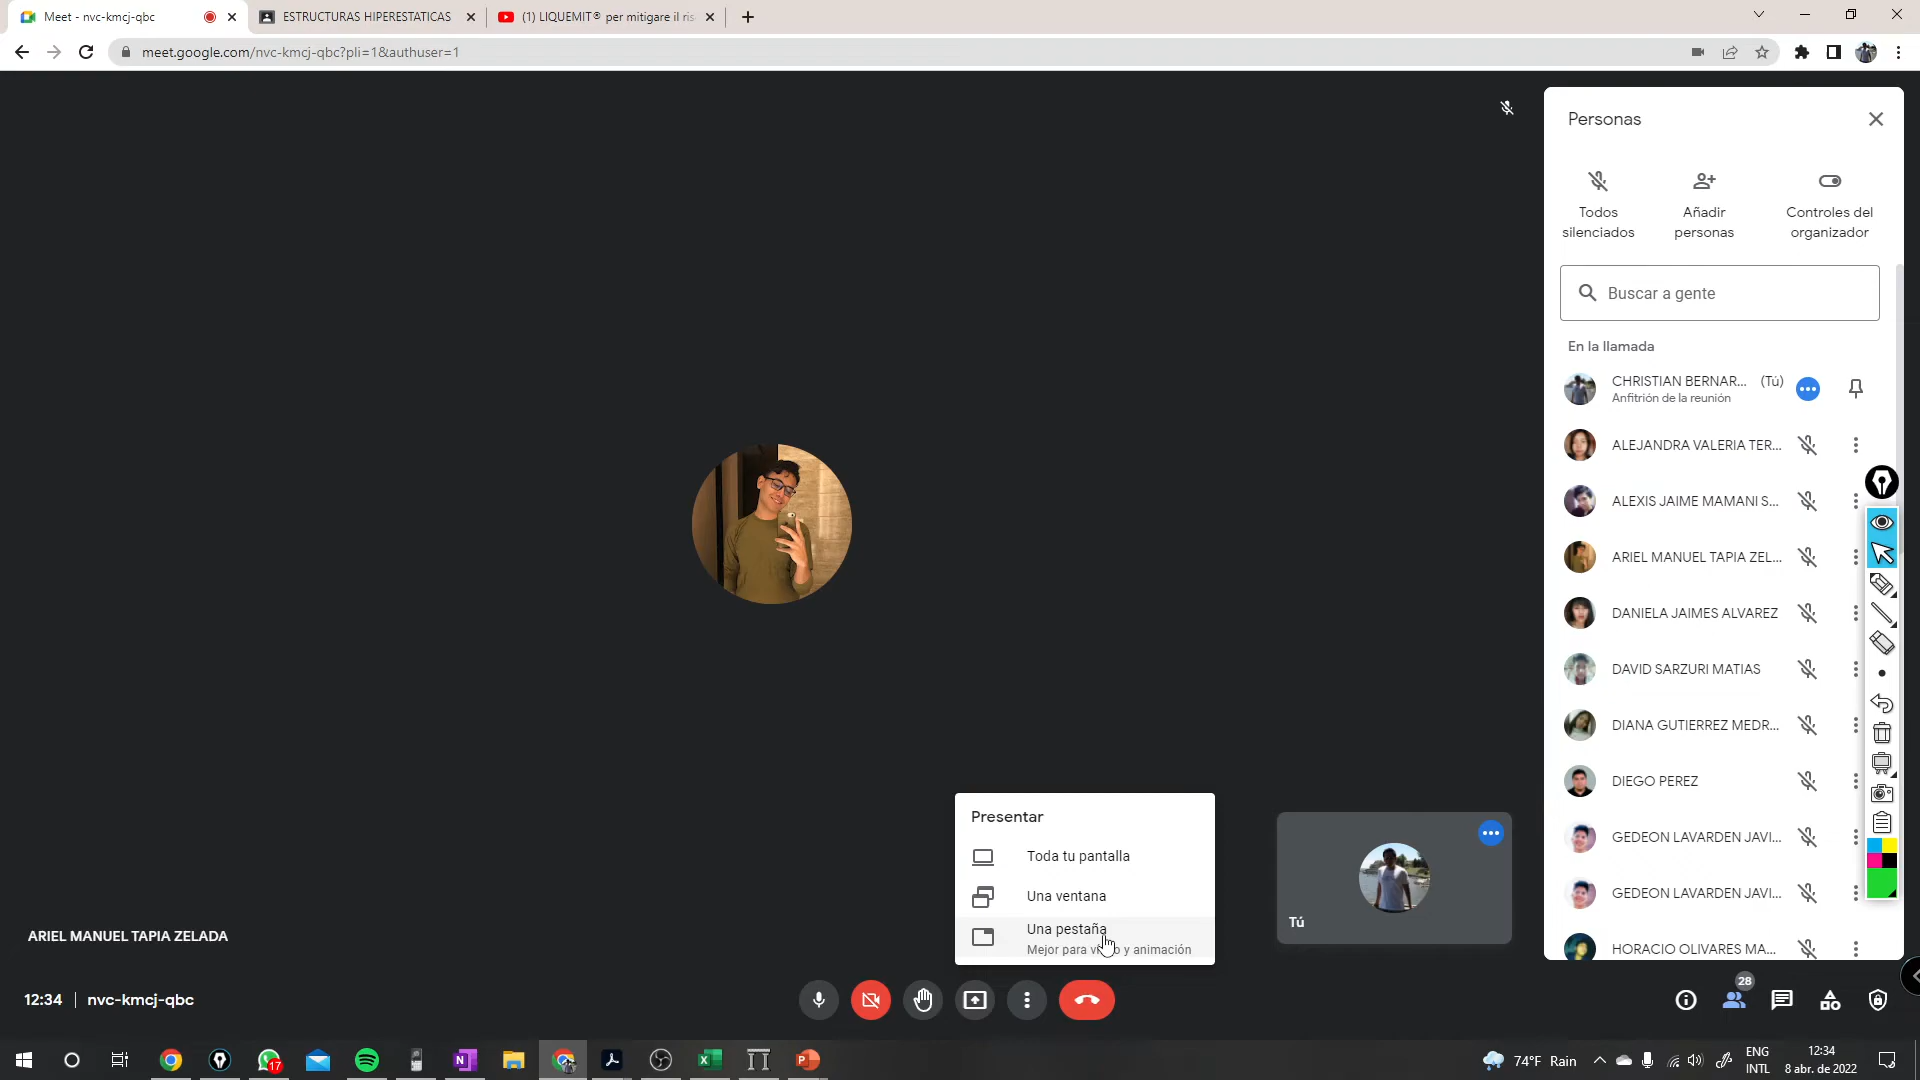 Meet - nvc-kmcj-qbc
ESTRUCTURAS HIPERESTATICAS
(1) LIQUEMIT® per mitigare il ris
meet.google.com/nvc-kmcj-qbc?pli=1&authuser=1
Personas
Todos silenciados
Añadir personas
Controles del organizador
Buscar a gente
En la llamada
CHRISTIAN BERNAR... (Tú)
Anfitrión de la reunión
ALEJANDRA VALERIA TER...
ALEXIS JAIME MAMANI S...
ARIEL MANUEL TAPIA ZEL...
DANIELA JAIMES ALVAREZ
DAVID SARZURI MATIAS
DIANA GUTIERREZ MEDR...
DIEGO PEREZ
GEDEON LAVARDEN JAVI...
GEDEON LAVARDEN JAVI...
HORACIO OLIVARES MA...
Presentar
Toda tu pantalla
Una ventana
Una pestaña
Mejor para y animación
Tú
ARIEL MANUEL TAPIA ZELADA
12:34 | nvc-kmcj-qbc
28
17
74°F Rain
ENG
INTL
12:34
8 abr. de 2022